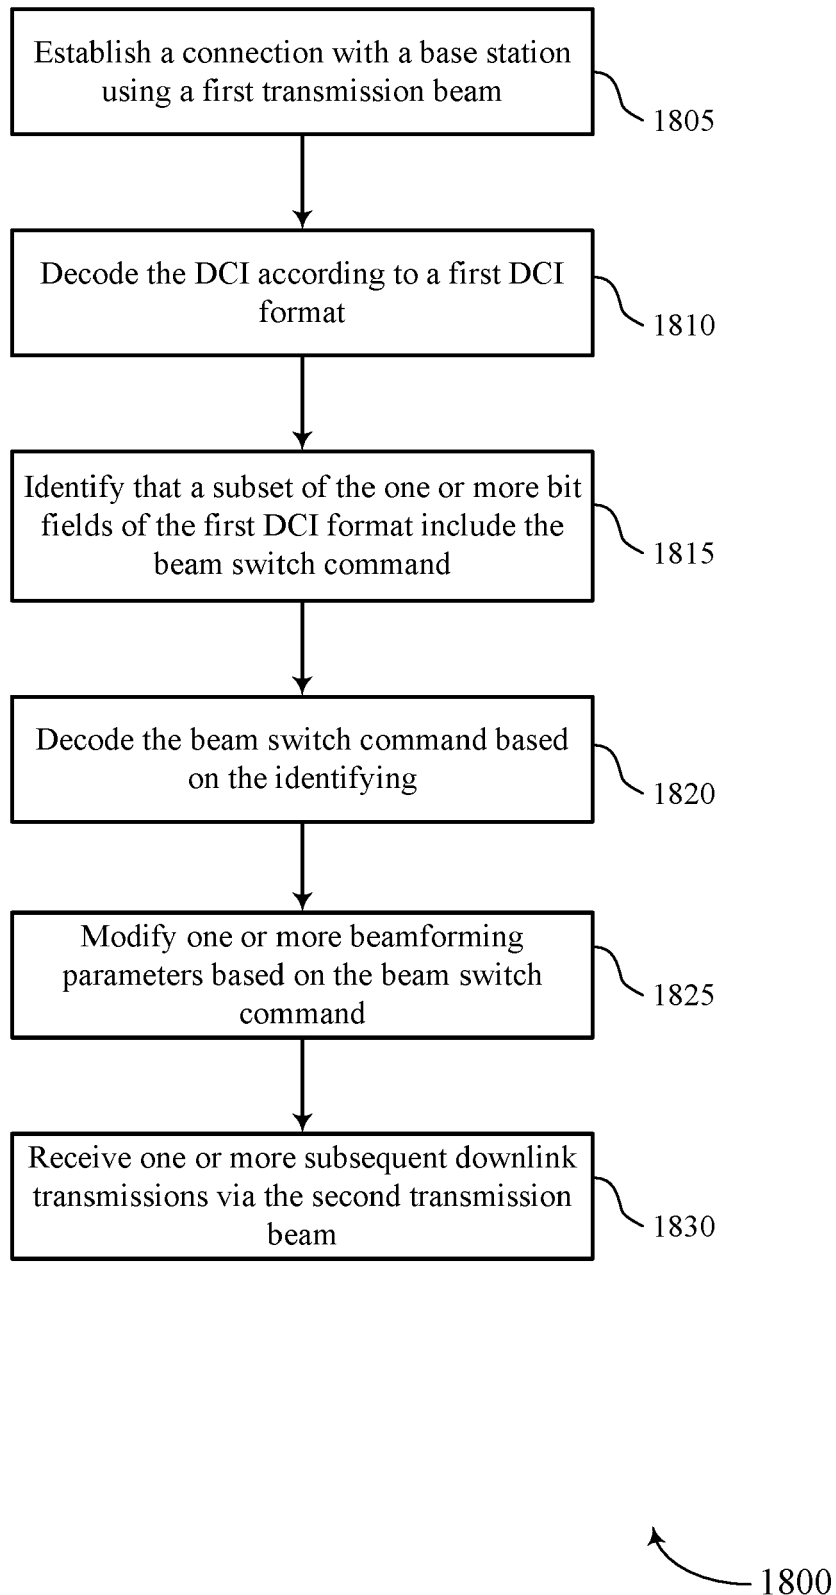 Establish a connection with a base station
using a first transmission beam
1805
Decode the DCI according to a first DCI
format
1810
Identify that a subset of the one or more bit
fields of the first DCI format include the
beam switch command
1815
Decode the beam switch command based
on the identifying
1820
Modify one or more beamforming
parameters based on the beam switch
command
1825
Receive one or more subsequent downlink
transmissions via the second transmission
beam
1830
1800